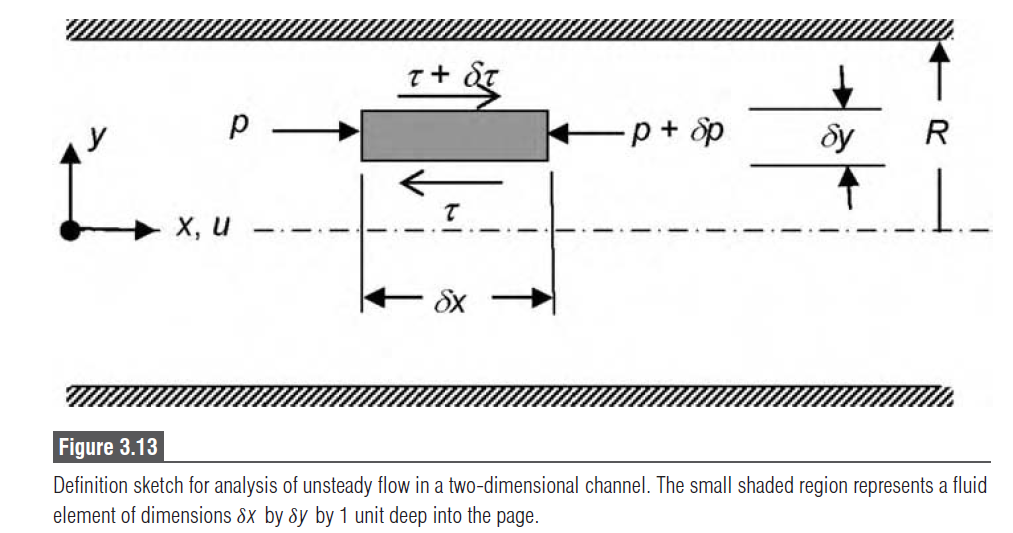 τ + δτ
p
p + δp
δy
R
y
τ
x, u
δx
Figure 3.13
Definition sketch for analysis of unsteady flow in a two-dimensional channel. The small shaded region represents a fluid
element of dimensions δx by δy by 1 unit deep into the page.